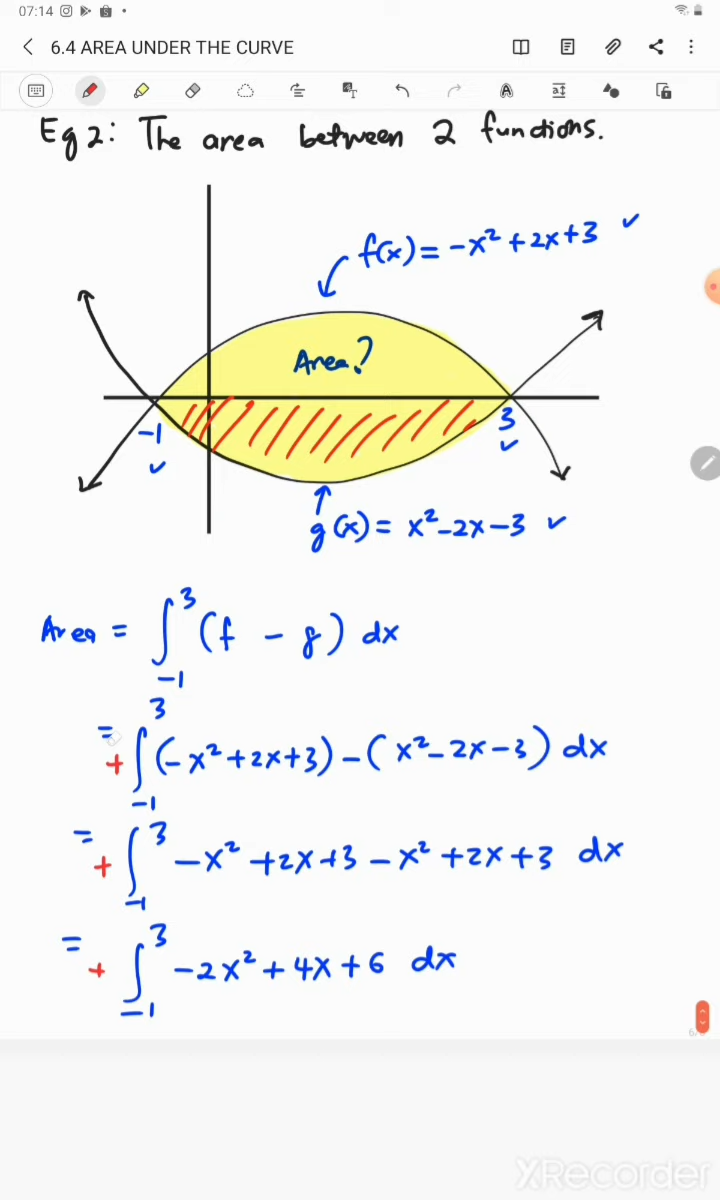 07:14
6.4 AREA UNDER THE CURVE
Eg 2: The area between 2 functions.
f(x) = -x² + 2x + 3 ✓
Area?
-1 ✓
3 ✓
g(x) = x² - 2x - 3 ✓
Area = ∫₋₁³ (f - g) dx
= + ∫₋₁³ (-x² + 2x + 3) - (x² - 2x - 3) dx
= + ∫₋₁³ -x² + 2x + 3 - x² + 2x + 3 dx
= + ∫₋₁³ -2x² + 4x + 6 dx
XRecorder